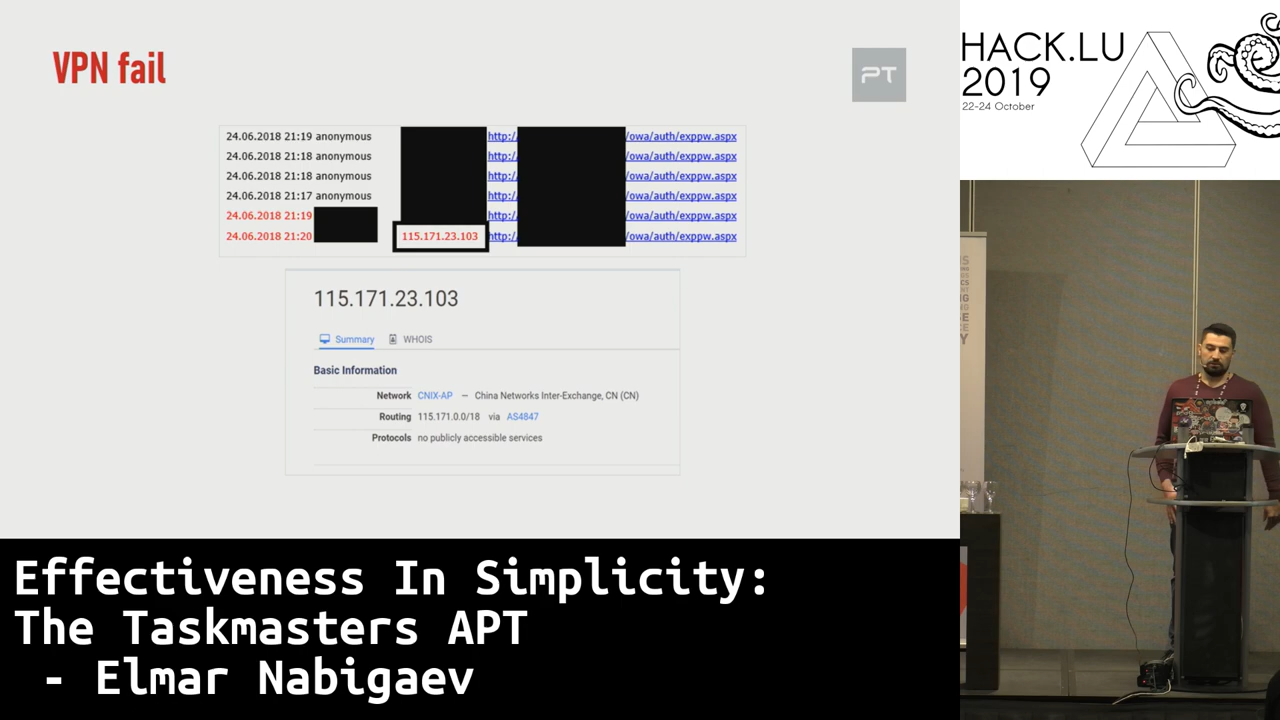 VPN fail
PT
24.06.2018 21:19 anonymous http:/ /owa/auth/exppw.aspx
24.06.2018 21:18 anonymous http:/ /owa/auth/exppw.aspx
24.06.2018 21:18 anonymous http:/ /owa/auth/exppw.aspx
24.06.2018 21:17 anonymous http:/ /owa/auth/exppw.aspx
24.06.2018 21:19 http:/ /owa/auth/exppw.aspx
24.06.2018 21:20 115.171.23.103 http:/ /owa/auth/exppw.aspx
115.171.23.103
Summary WHOIS
Basic Information
Network CNIX-AP — China Networks Inter-Exchange, CN (CN)
Routing 115.171.0.0/18 via AS4847
Protocols no publicly accessible services
HACK.LU
2019
22-24 October
Effectiveness In Simplicity:
The Taskmasters APT
- Elmar Nabigaev